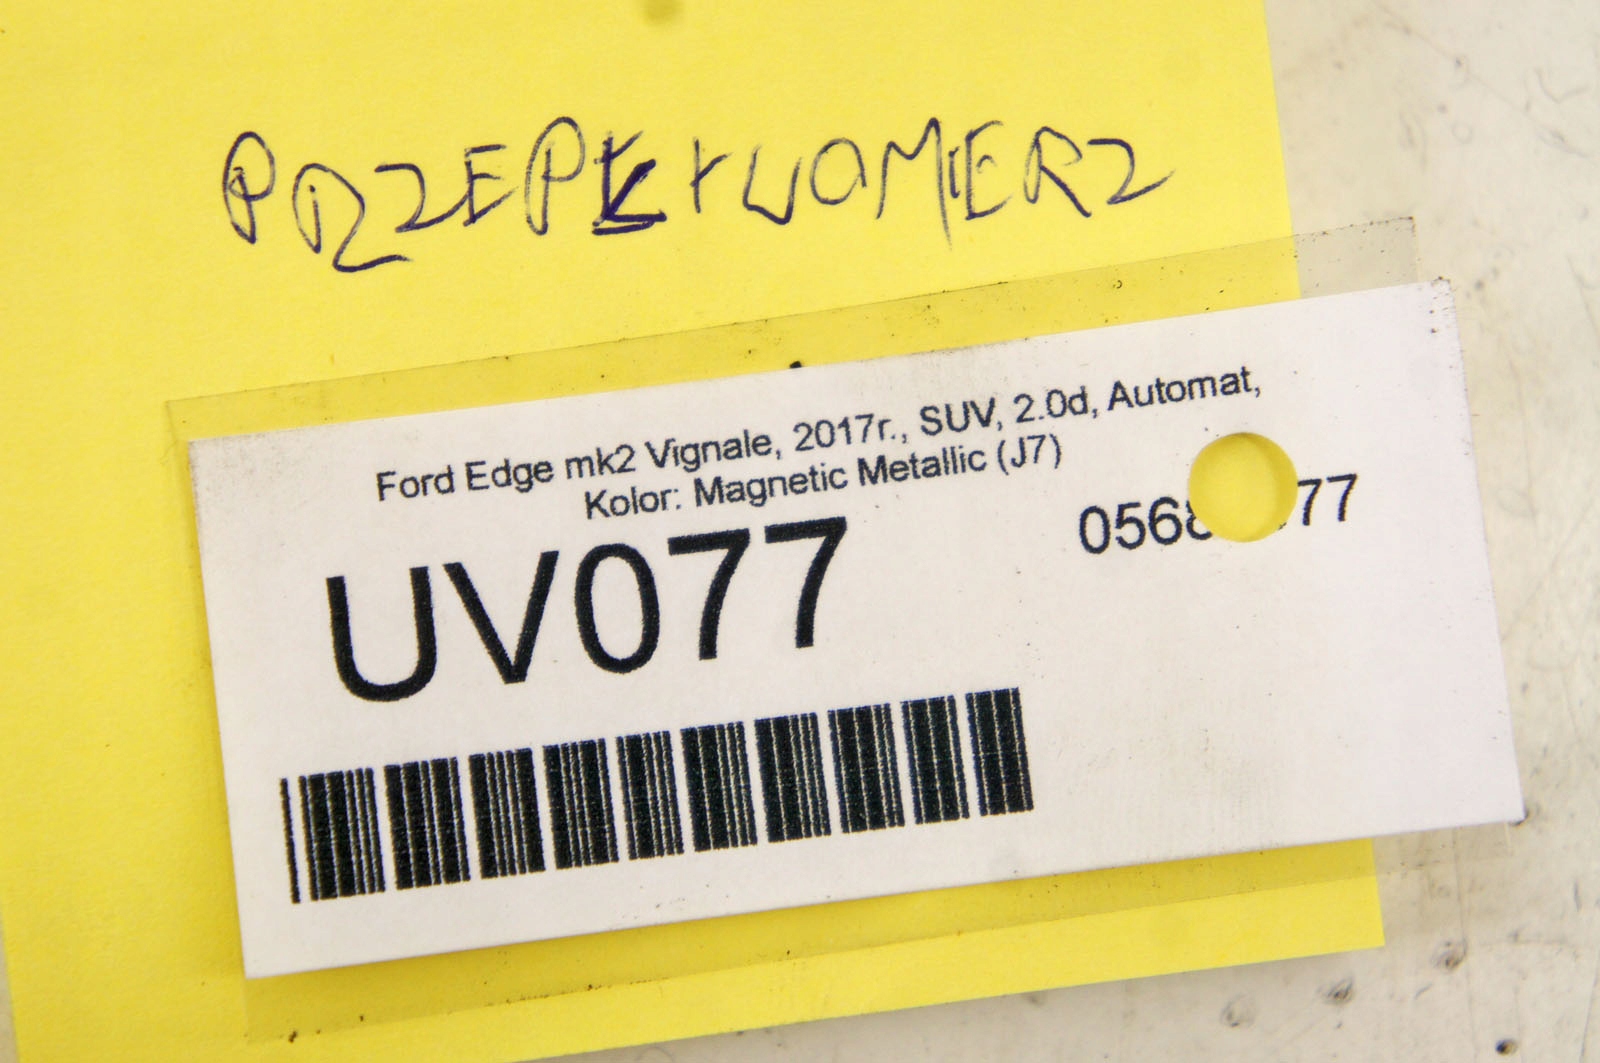 PRZEPŁYWOMIERZ
Ford Edge mk2 Vignale, 2017r., SUV, 2.0d, Automat,
Kolor: Magnetic Metallic (J7)
UV077